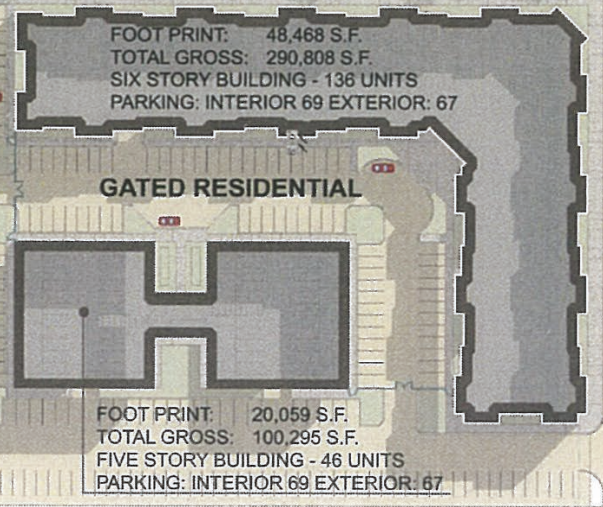 FOOT PRINT: 48,468 S.F.
TOTAL GROSS: 290,808 S.F.
SIX STORY BUILDING - 136 UNITS
PARKING: INTERIOR 69 EXTERIOR: 67
GATED RESIDENTIAL
FOOT PRINT: 20,059 S.F.
TOTAL GROSS: 100,295 S.F.
FIVE STORY BUILDING - 46 UNITS
PARKING: INTERIOR 69 EXTERIOR: 67